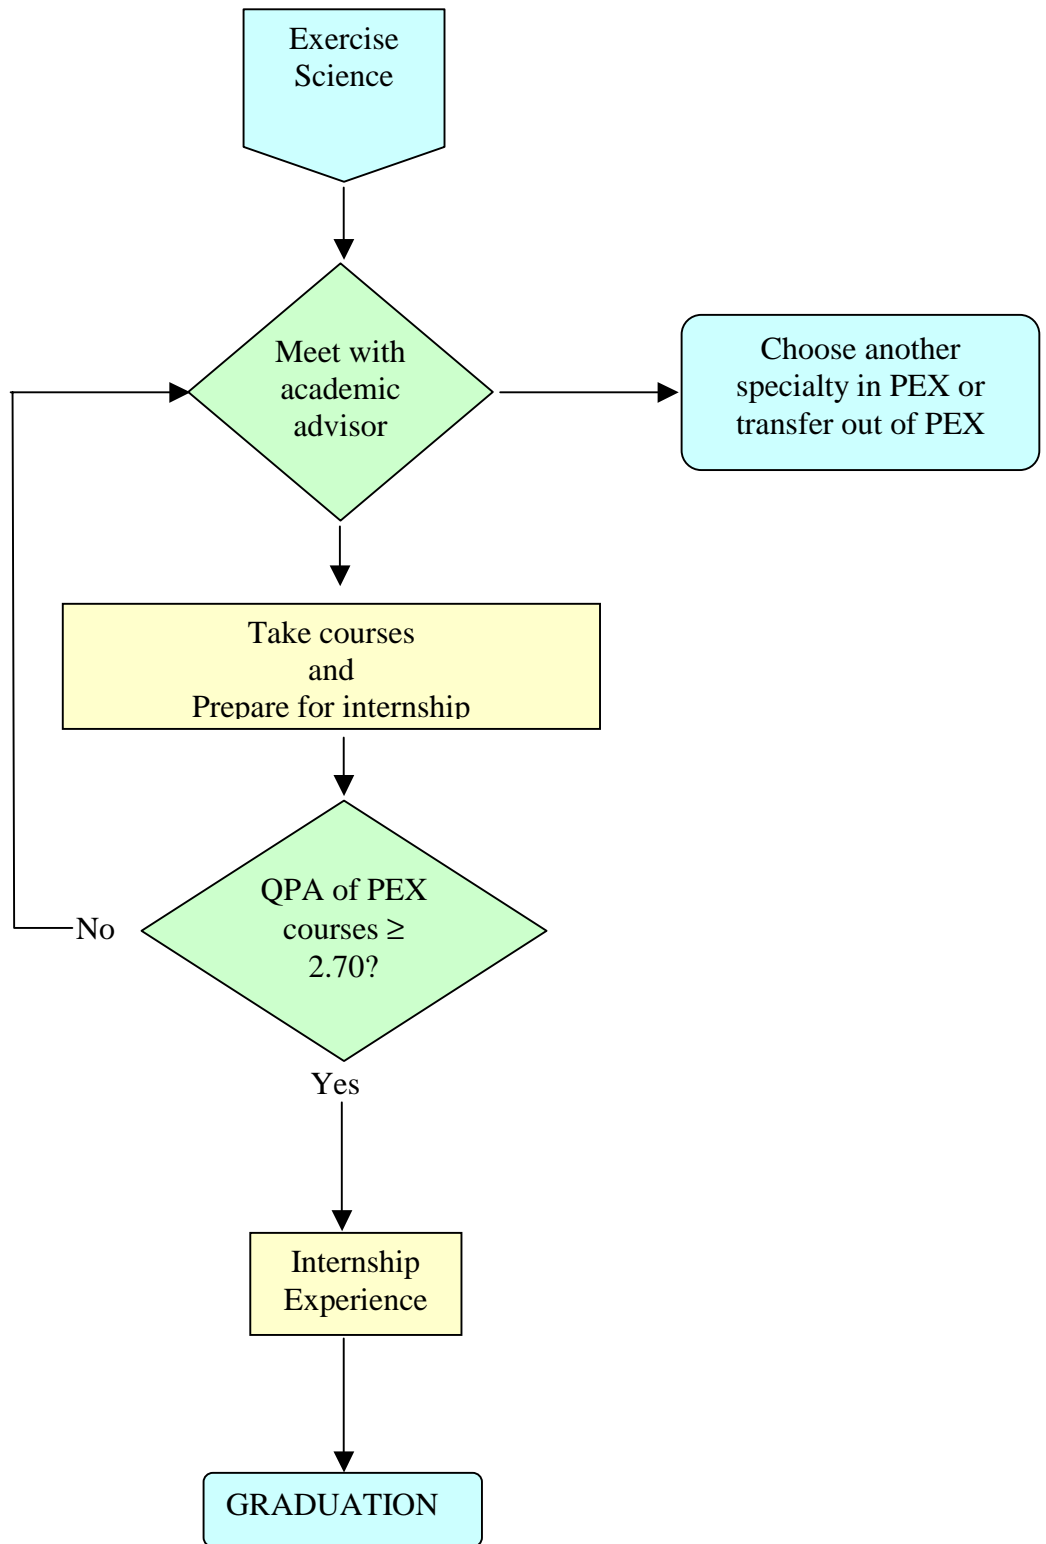 Exercise
Science
Meet with
academic
advisor
Choose another
specialty in PEX or
transfer out of PEX
Take courses
and
Prepare for internship
QPA of PEX
courses ≥
2.70?
No
Yes
Internship
Experience
GRADUATION